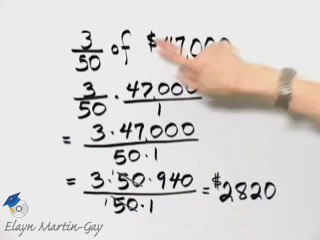 3/50 of $47,000
3/50 · 47,000/1
= 3 · 47,000 / 50 · 1
= 3 · 50 · 940 / 50 · 1 = $2820
Elayn Martin-Gay